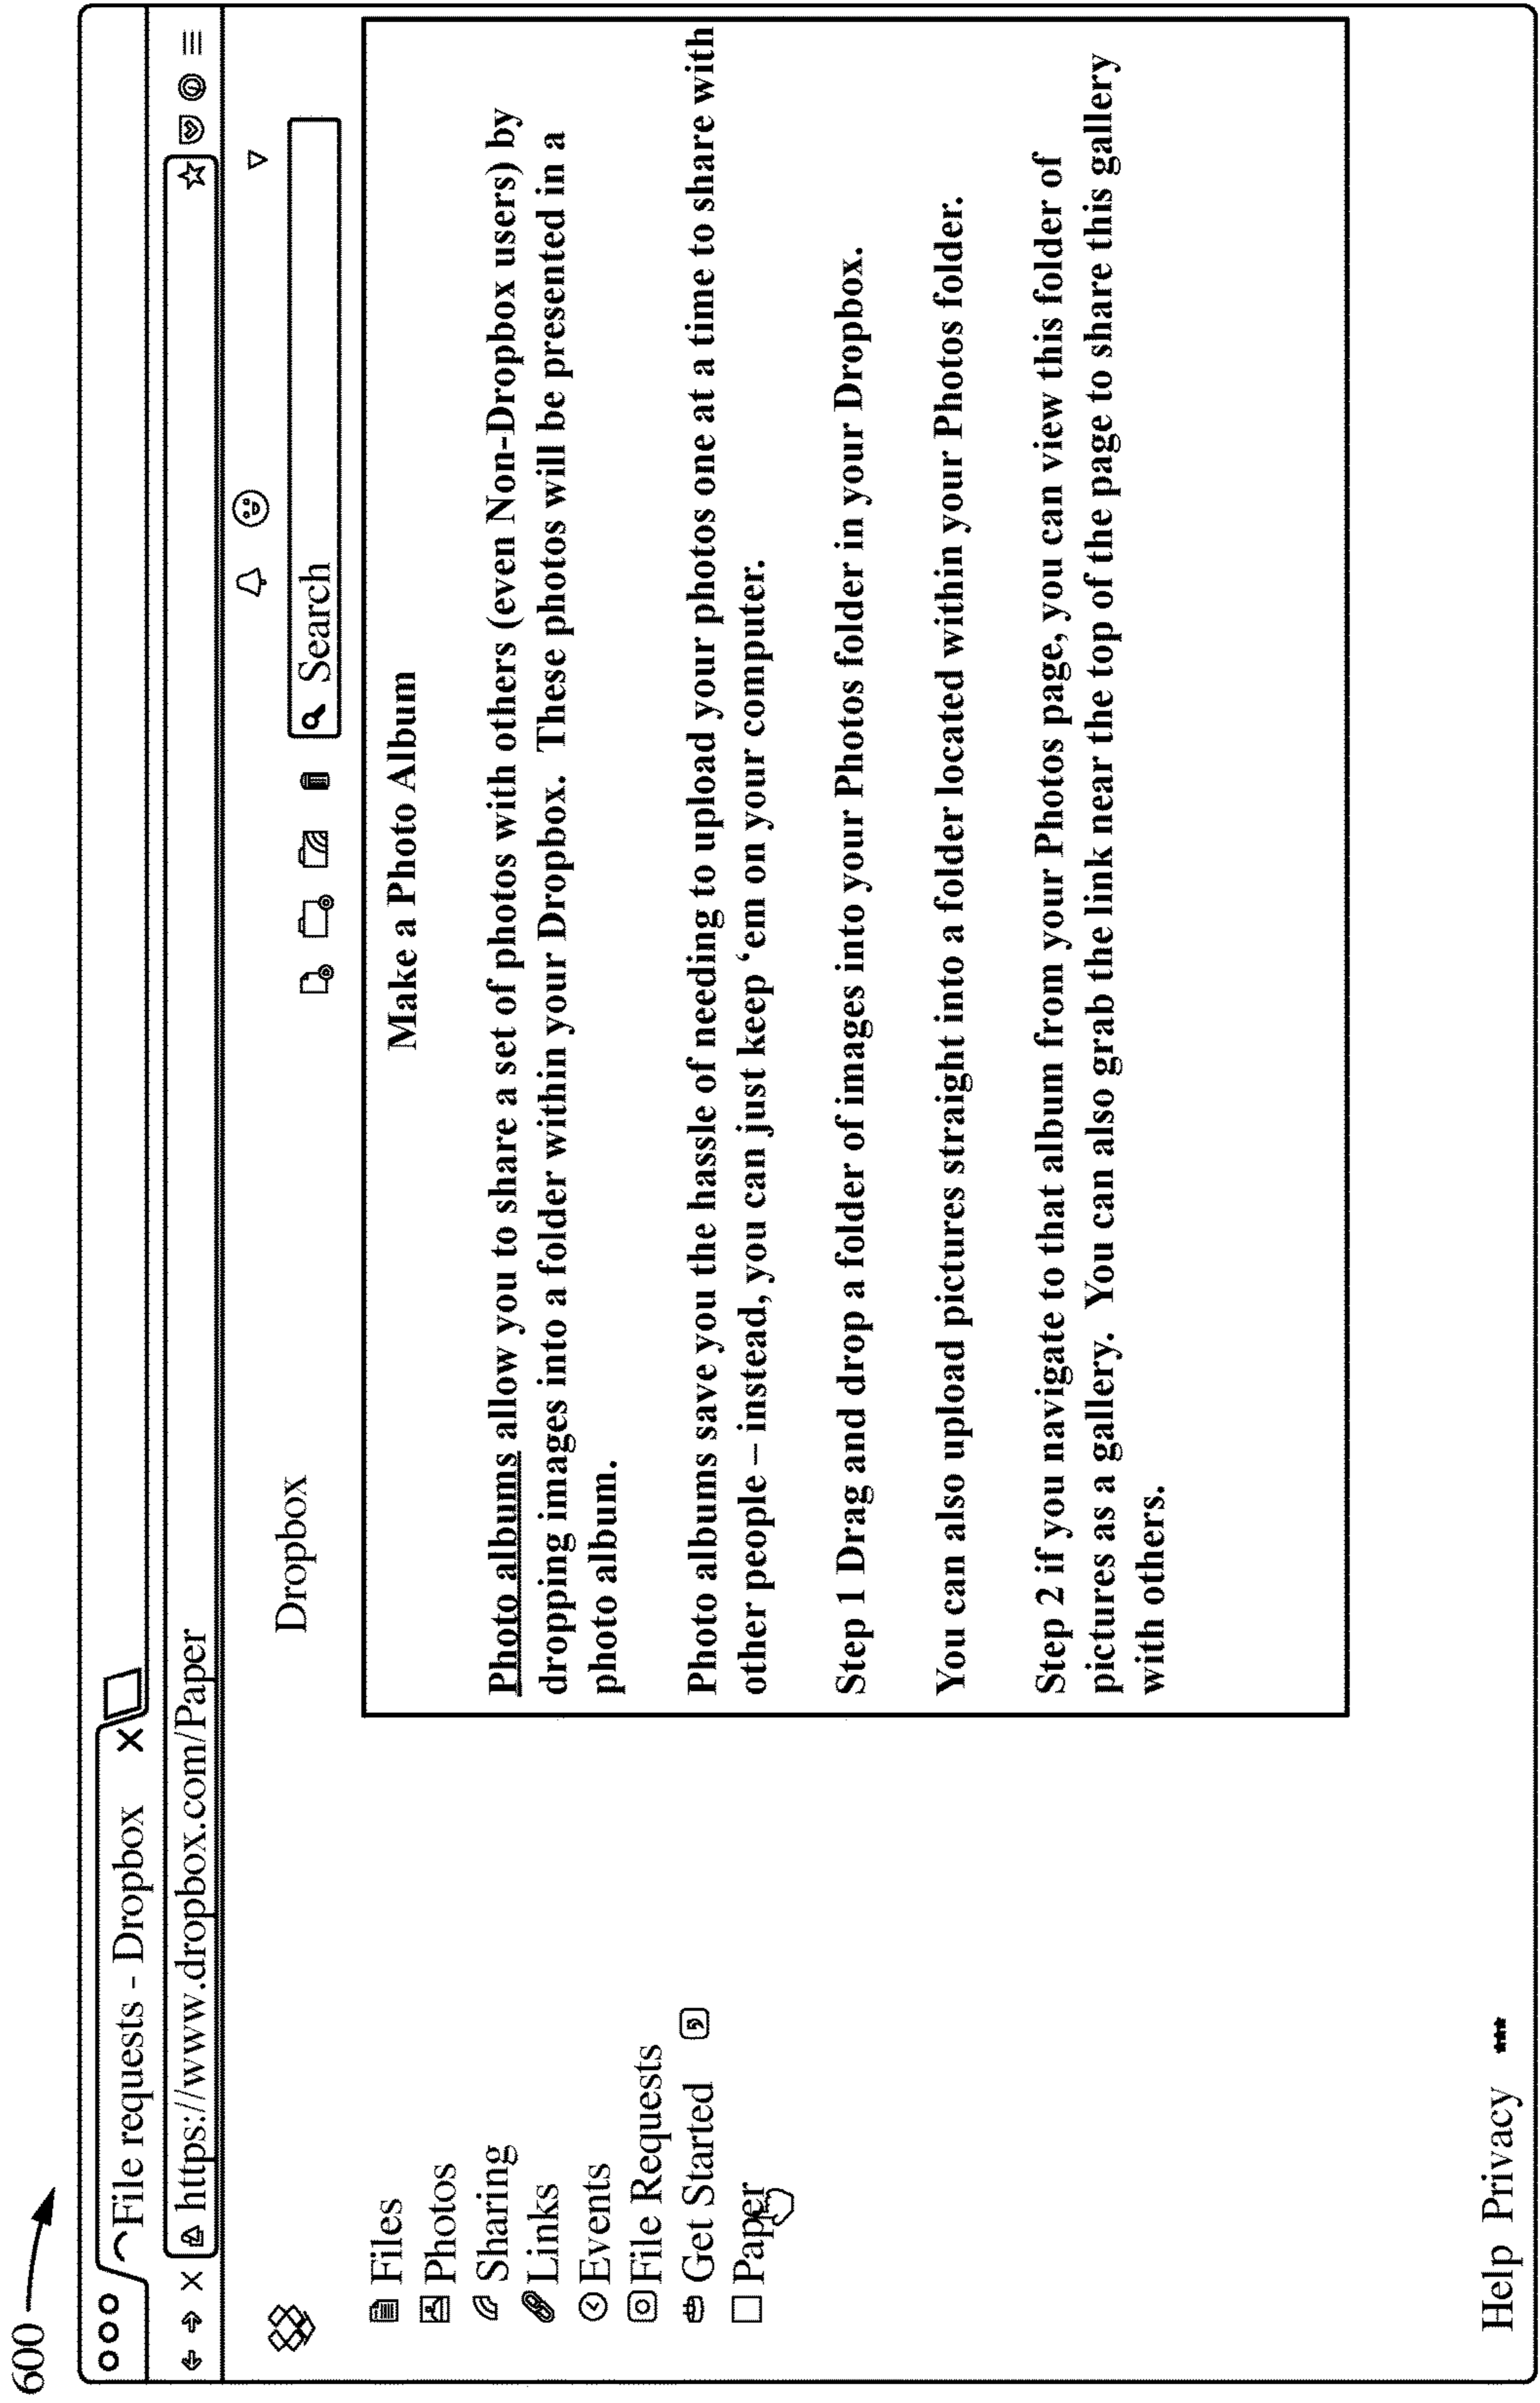 600
File requests - Dropbox X
https://www.dropbox.com/Paper
Dropbox
Search
Files
Photos
Sharing
Links
Events
File Requests
Get Started
Paper
Make a Photo Album
Photo albums allow you to share a set of photos with others (even Non-Dropbox users) by
dropping images into a folder within your Dropbox. These photos will be presented in a
photo album.
Photo albums save you the hassle of needing to upload your photos one at a time to share with
other people – instead, you can just keep ‘em on your computer.
Step 1 Drag and drop a folder of images into your Photos folder in your Dropbox.
You can also upload pictures straight into a folder located within your Photos folder.
Step 2 if you navigate to that album from your Photos page, you can view this folder of
pictures as a gallery. You can also grab the link near the top of the page to share this gallery
with others.
Help Privacy